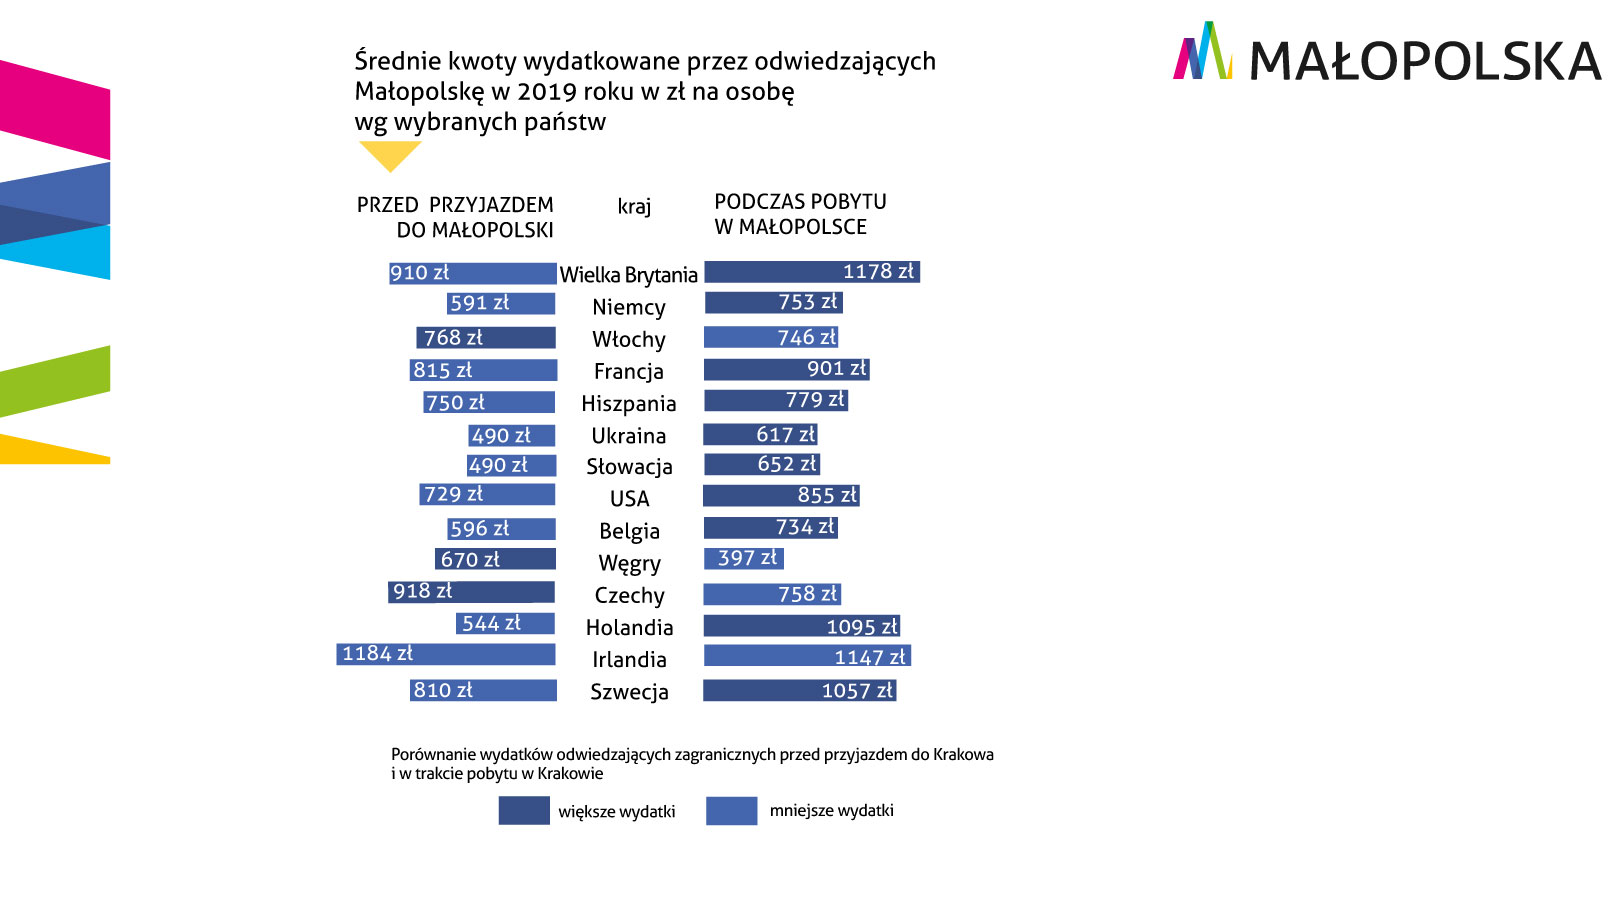 MAŁOPOLSKA
Średnie kwoty wydatkowane przez odwiedzających
Małopolskę w 2019 roku w zł na osobę
wg wybranych państw
PRZED PRZYJAZDEM
DO MAŁOPOLSKI
kraj
PODCZAS POBYTU
W MAŁOPOLSCE
910 zł Wielka Brytania 1178 zł
591 zł Niemcy 753 zł
768 zł Włochy 746 zł
815 zł Francja 901 zł
750 zł Hiszpania 779 zł
490 zł Ukraina 617 zł
490 zł Słowacja 652 zł
729 zł USA 855 zł
596 zł Belgia 734 zł
670 zł Węgry 397 zł
918 zł Czechy 758 zł
544 zł Holandia 1095 zł
1184 zł Irlandia 1147 zł
810 zł Szwecja 1057 zł
Porównanie wydatków odwiedzających zagranicznych przed przyjazdem do Krakowa
i w trakcie pobytu w Krakowie
większe wydatki mniejsze wydatki